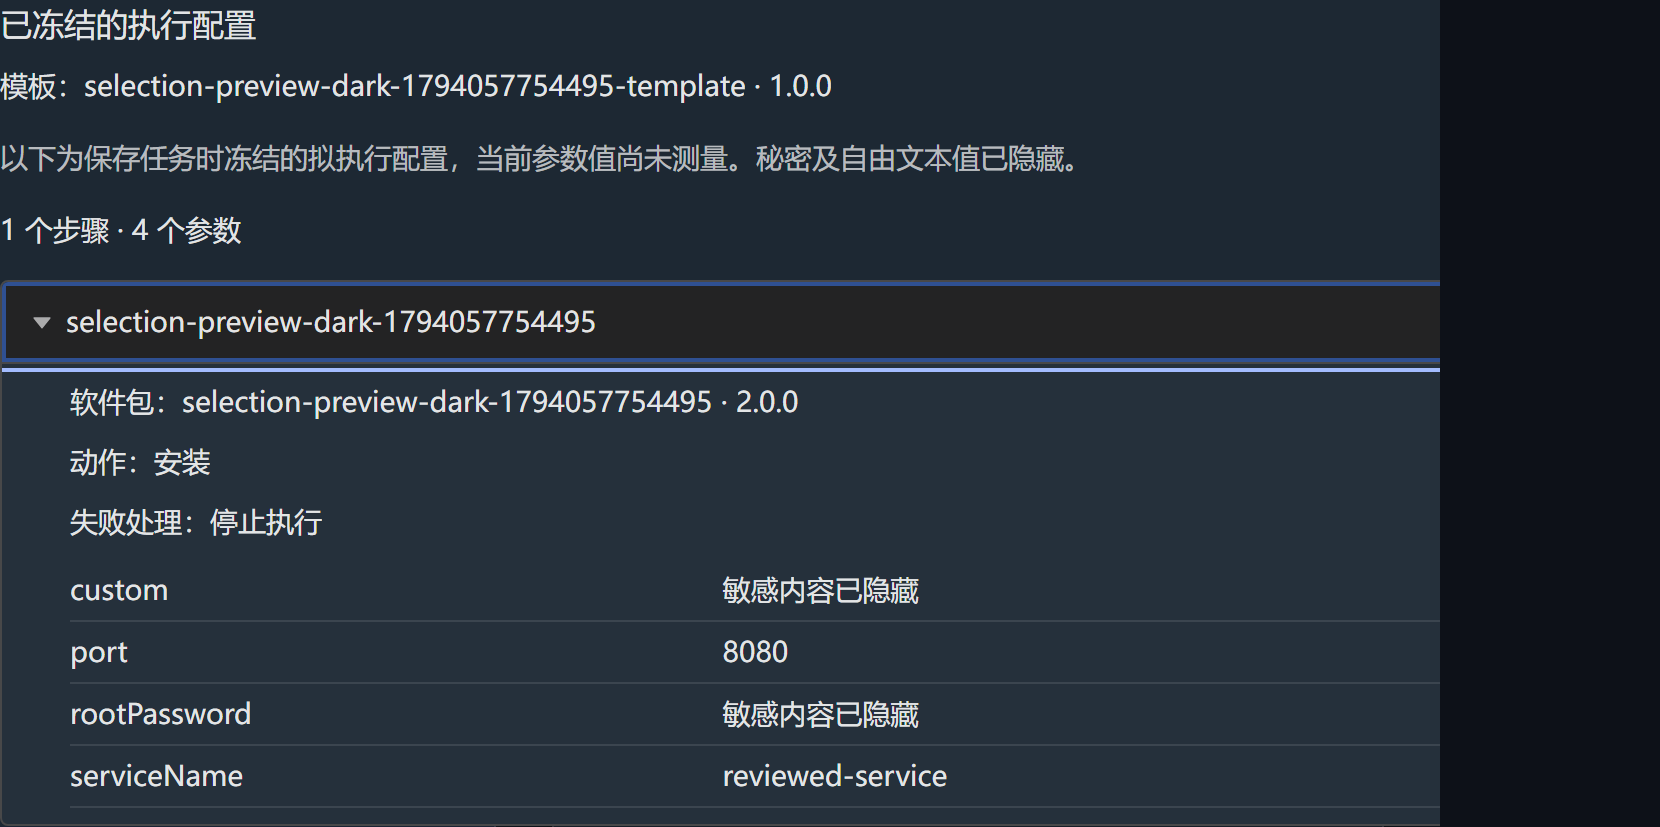 已冻结的执行配置
模板：selection-preview-dark-1794057754495-template · 1.0.0
以下为保存任务时冻结的拟执行配置，当前参数值尚未测量。秘密及自由文本值已隐藏。
1 个步骤 · 4 个参数
selection-preview-dark-1794057754495
软件包：selection-preview-dark-1794057754495 · 2.0.0
动作：安装
失败处理：停止执行
custom 敏感内容已隐藏
port 8080
rootPassword 敏感内容已隐藏
serviceName reviewed-service